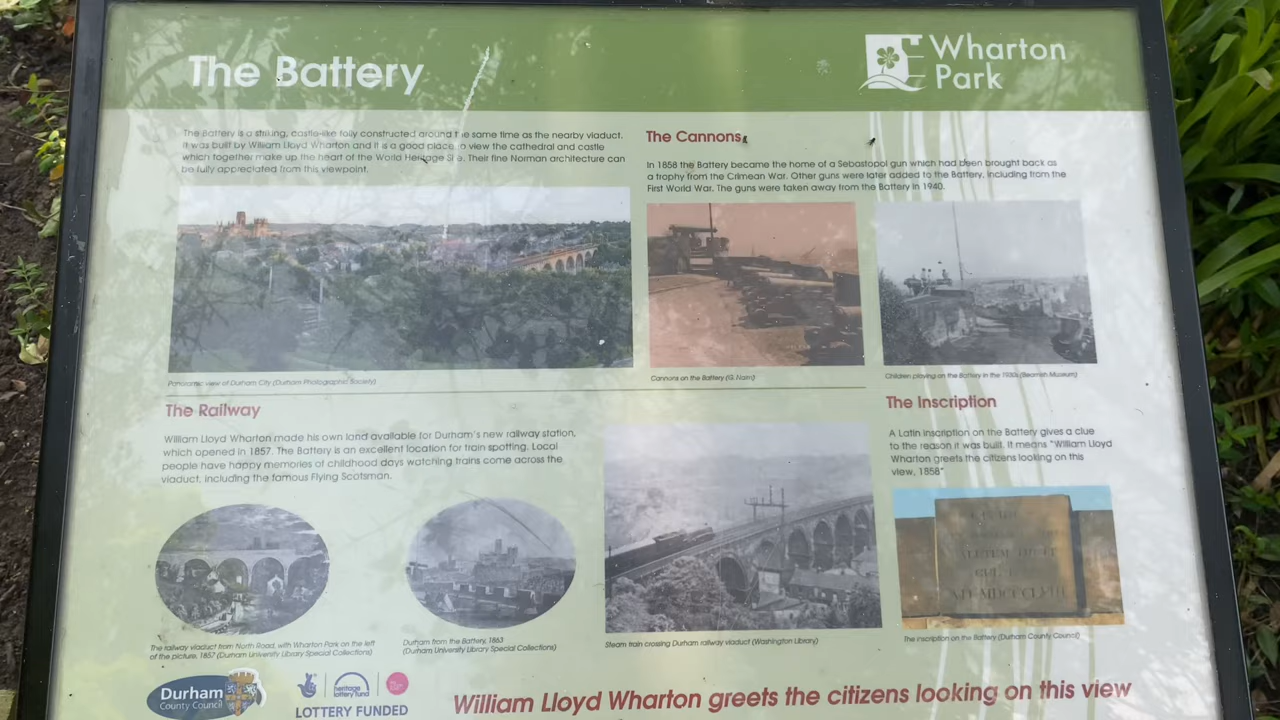 The Battery
Wharton
Park
The Battery is a striking, castle-like folly constructed around the same time as the nearby viaduct.
It was built by William Lloyd Wharton and it is a good place to view the cathedral and castle
which together make up the heart of the World Heritage Site. Their fine Norman architecture can
be fully appreciated from this viewpoint.
Panoramic view of Durham City (Durham Photographic Society)
The Cannons
In 1858 the Battery became the home of a Sebastopol gun which had been brought back as
a trophy from the Crimean War. Other guns were later added to the Battery, including from the
First World War. The guns were taken away from the Battery in 1940.
Cannons on the Battery (G. Nairn)
Children playing on the Battery in the 1930s (Beamish Museum)
The Railway
William Lloyd Wharton made his own land available for Durham's new railway station,
which opened in 1857. The Battery is an excellent location for train spotting. Local
people have happy memories of childhood days watching trains come across the
viaduct, including the famous Flying Scotsman.
The railway viaduct from North Road, with Wharton Park on the left
of the picture, 1857 (Durham University Library Special Collections)
Durham from the Battery, 1863
(Durham University Library Special Collections)
Steam train crossing Durham railway viaduct (Washington Library)
The Inscription
A Latin inscription on the Battery gives a clue
to the reason it was built. It means "William Lloyd
Wharton greets the citizens looking on this
view, 1858"
The inscription on the Battery (Durham County Council)
Durham
County Council
heritage
lottery fund
LOTTERY FUNDED
William Lloyd Wharton greets the citizens looking on this view